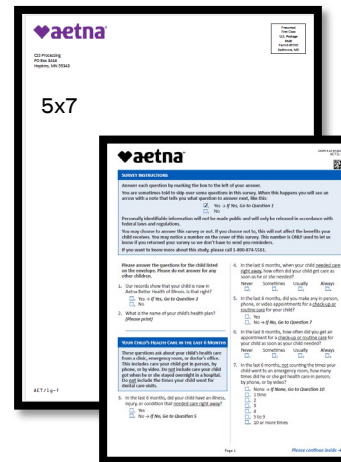 aetna
Presorted
First Class
U.S. Postage
PAID
CSS Processing
PO Box 3416
Hopkins, MN 55343
5x7
AET/1g-f
aetna
SURVEY INSTRUCTIONS
Answer each question by marking the box to the left of your answer.
You are sometimes told to skip over some questions in this survey. When this happens you will see an
arrow with a note that tells you what question to answer next, like this:
Yes → If Yes, Go to Question 1
No
Personally identifiable information will not be made public and will only be released in accordance with
federal laws and regulations.
You may choose to answer this survey or not. If you choose not to, this will not affect the benefits your
child receives. You may notice a number on the cover of this survey. This number is ONLY used to let us
know if you returned your survey so we don't have to send you reminders.
If you want to know more about this study, please call 1-800-874-5561.
Please answer the questions for the child listed
on the envelope. Please do not answer for any
other children.
1. Our records show that your child is now in
Aetna Better Health of Illinois. Is that right?
Yes → If Yes, Go to Question 3
No
2. What is the name of your child's health plan?
(Please print)
YOUR CHILD'S HEALTH CARE IN THE LAST 6 MONTHS
These questions ask about your child's health care
from a clinic, emergency room, or doctor's office.
This includes care your child got in person, by
phone, or by video. Do not include care your child
got when he or she stayed overnight in a hospital.
Do not include the times your child went for
dental care visits.
3. In the last 6 months, did your child have an illness,
injury, or condition that needed care right away?
Yes
No → If No, Go to Question 5
4. In the last 6 months, when your child needed care
right away, how often did your child get care as
soon as he or she needed?
Never Sometimes Usually Always
5. In the last 6 months, did you make any in person,
phone, or video appointments for a check-up or
routine care for your child?
Yes
No → If No, Go to Question 7
6. In the last 6 months, how often did you get an
appointment for a check-up or routine care for
your child as soon as your child needed?
Never Sometimes Usually Always
7. In the last 6 months, not counting the times your
child went to an emergency room, how many
times did he or she get health care in person,
by phone, or by video?
None → If None, Go to Question 10
1 time
2
3
4
5 to 9
10 or more times
Page 1
Please continue inside →